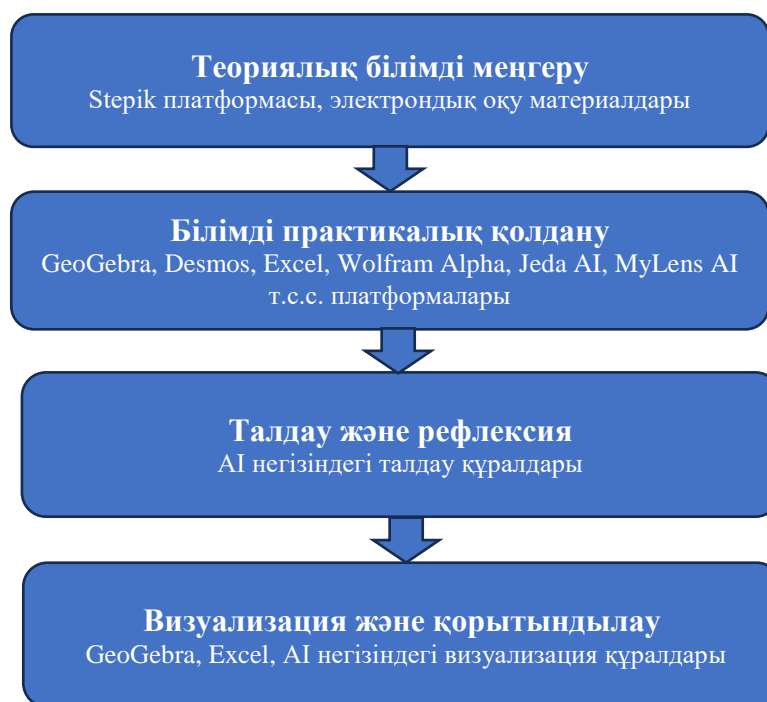 Теориялық білімді меңгеру
Stepik платформасы, электрондық оқу материалдары
Білімді практикалық қолдану
GeoGebra, Desmos, Excel, Wolfram Alpha, Jeda AI, MyLens AI
т.с.с. платформалары
Талдау және рефлексия
AI негізіндегі талдау құралдары
Визуализация және қорытындылау
GeoGebra, Excel, AI негізіндегі визуализация құралдары